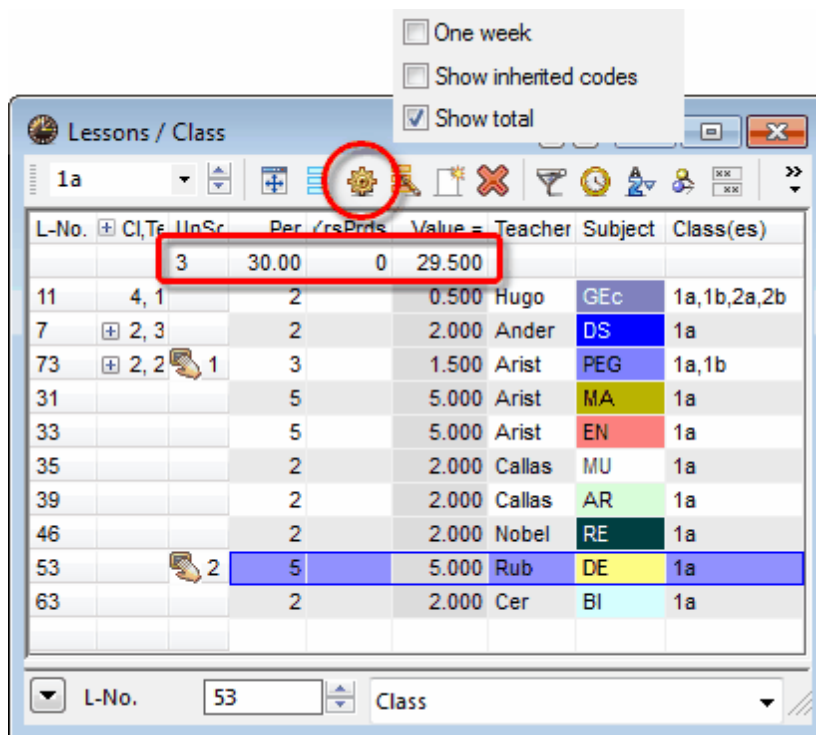 One week
Show inherited codes
Show total
Lessons / Class
1a
L-No. Cl,Te UnSc Per YrsPrds Value = Teacher Subject Class(es)
3 30.00 0 29.500
11 4, 1 2 0.500 Hugo GEc 1a,1b,2a,2b
7 2, 3 2 2.000 Ander DS 1a
73 2, 2 1 3 1.500 Arist PEG 1a,1b
31 5 5.000 Arist MA 1a
33 5 5.000 Arist EN 1a
35 2 2.000 Callas MU 1a
39 2 2.000 Callas AR 1a
46 2 2.000 Nobel RE 1a
53 2 5 5.000 Rub DE 1a
63 2 2.000 Cer BI 1a
L-No. 53 Class